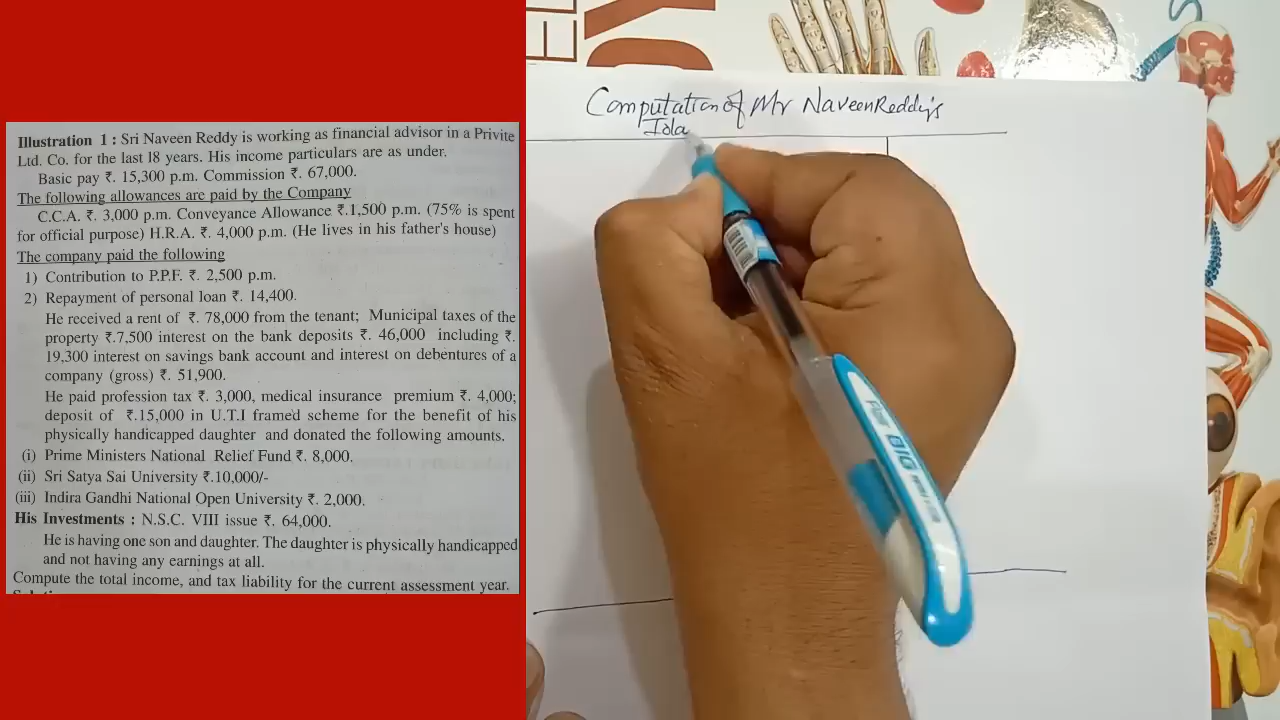 Illustration 1 : Sri Naveen Reddy is working as financial advisor in a Privite
Ltd. Co. for the last 18 years. His income particulars are as under.
Basic pay ₹. 15,300 p.m. Commission ₹. 67,000.
The following allowances are paid by the Company
C.C.A. ₹. 3,000 p.m. Conveyance Allowance ₹.1,500 p.m. (75% is spent
for official purpose) H.R.A. ₹. 4,000 p.m. (He lives in his father's house)
The company paid the following
1) Contribution to P.P.F. ₹. 2,500 p.m.
2) Repayment of personal loan ₹. 14,400.
He received a rent of ₹. 78,000 from the tenant; Municipal taxes of the
property ₹.7,500 interest on the bank deposits ₹. 46,000 including ₹.
19,300 interest on savings bank account and interest on debentures of a
company (gross) ₹. 51,900.
He paid profession tax ₹. 3,000, medical insurance premium ₹. 4,000;
deposit of ₹.15,000 in U.T.I framed scheme for the benefit of his
physically handicapped daughter and donated the following amounts.
(i) Prime Ministers National Relief Fund ₹. 8,000.
(ii) Sri Satya Sai University ₹.10,000/-
(iii) Indira Gandhi National Open University ₹. 2,000.
His Investments : N.S.C. VIII issue ₹. 64,000.
He is having one son and daughter. The daughter is physically handicapped
and not having any earnings at all.
Compute the total income, and tax liability for the current assessment year.
Computation of Mr Naveen Reddy's
Tota
Flair BIG